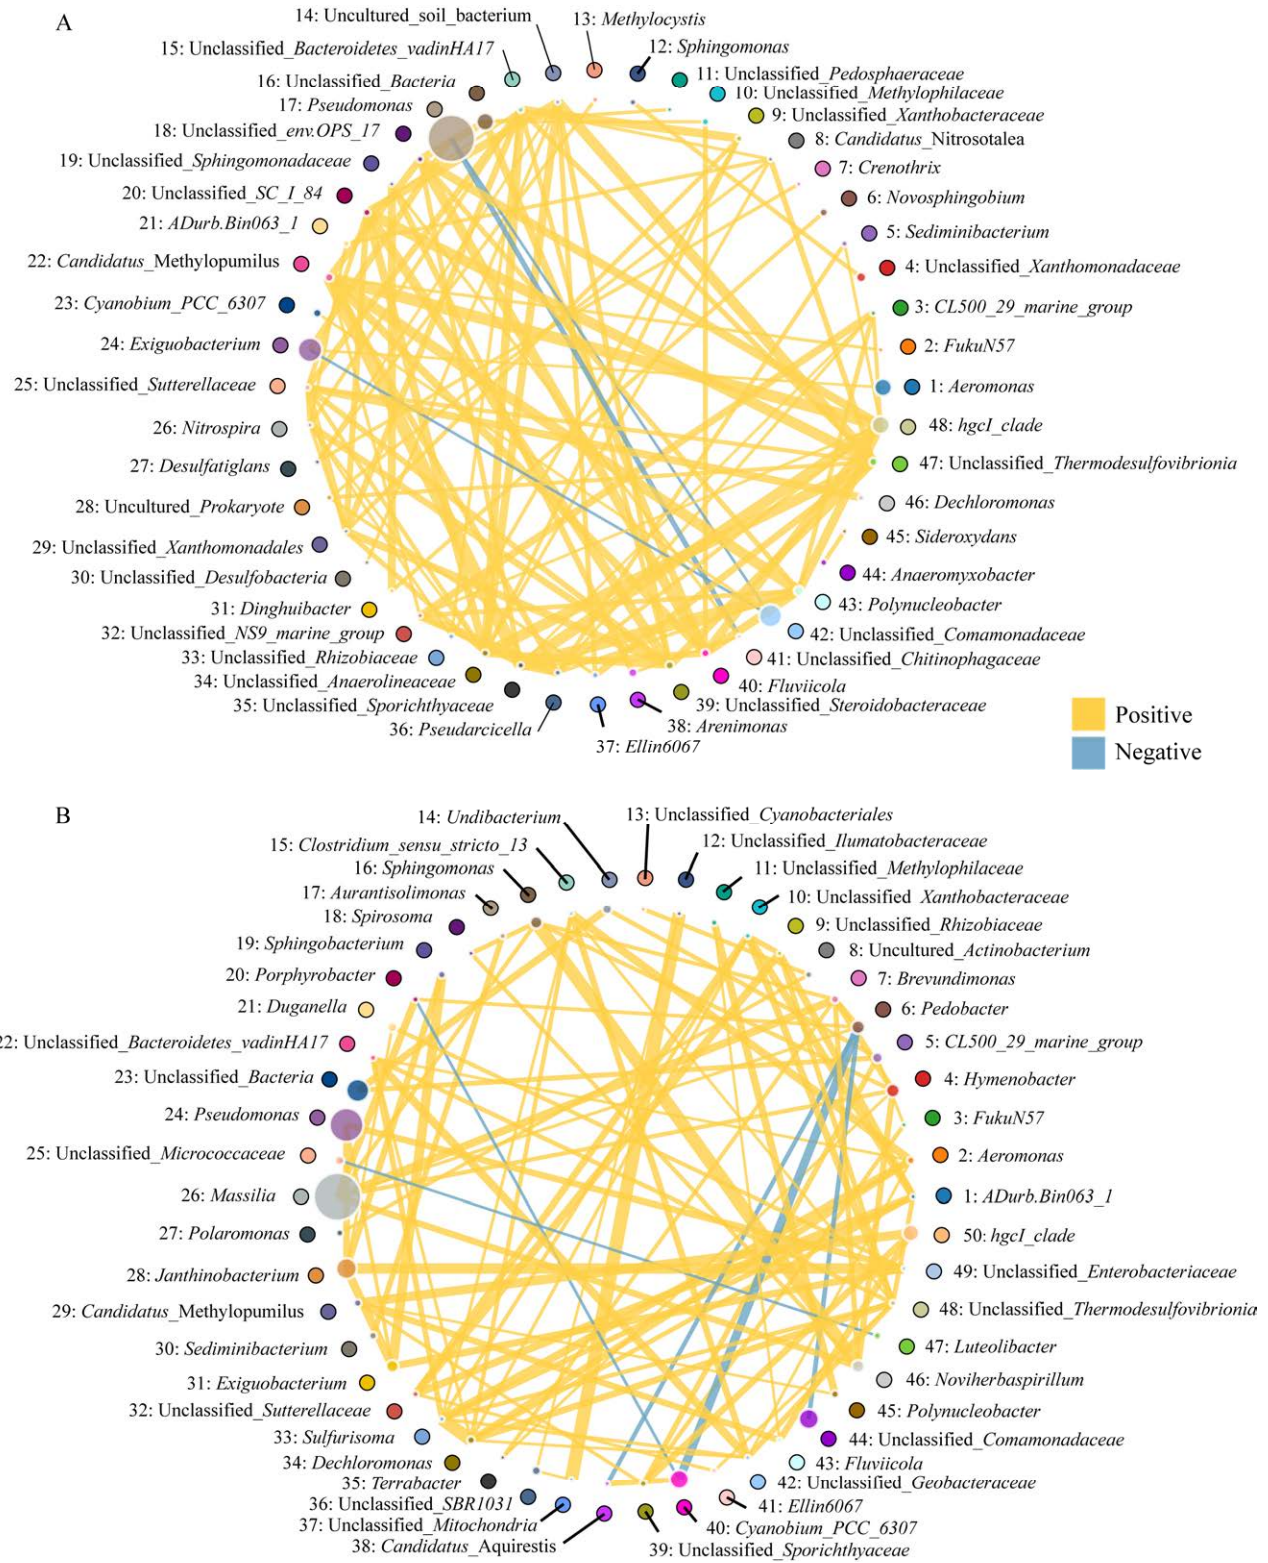 A
14: Uncultured_soil_bacterium
13: Methylocystis
15: Unclassified_Bacteroidetes_vadinHA17
12: Sphingomonas
16: Unclassified_Bacteria
11: Unclassified_Pedosphaeraceae
17: Pseudomonas
10: Unclassified_Methylophilaceae
18: Unclassified_env.OPS_17
9: Unclassified_Xanthobacteraceae
19: Unclassified_Sphingomonadaceae
8: Candidatus_Nitrosotalea
20: Unclassified_SC_I_84
7: Crenothrix
21: ADurb.Bin063_1
6: Novosphingobium
22: Candidatus_Methylopumilus
5: Sediminibacterium
23: Cyanobium_PCC_6307
4: Unclassified_Xanthomonadaceae
24: Exiguobacterium
3: CL500_29_marine_group
25: Unclassified_Sutterellaceae
2: FukuN57
26: Nitrospira
1: Aeromonas
27: Desulfatiglans
48: hgcI_clade
28: Uncultured_Prokaryote
47: Unclassified_Thermodesulfovibrionia
29: Unclassified_Xanthomonadales
46: Dechloromonas
30: Unclassified_Desulfobacteria
45: Sideroxydans
31: Dinghuibacter
44: Anaeromyxobacter
32: Unclassified_NS9_marine_group
43: Polynucleobacter
33: Unclassified_Rhizobiaceae
42: Unclassified_Comamonadaceae
34: Unclassified_Anaerolineaceae
41: Unclassified_Chitinophagaceae
35: Unclassified_Sporichthyaceae
40: Fluviicola
36: Pseudarcicella
39: Unclassified_Steroidobacteraceae
37: Ellin6067
38: Arenimonas
Positive
Negative
B
14: Undibacterium
13: Unclassified_Cyanobacteriales
15: Clostridium_sensu_stricto_13
12: Unclassified_Ilumatobacteraceae
16: Sphingomonas
11: Unclassified_Methylophilaceae
17: Aurantisolimonas
10: Unclassified Xanthobacteraceae
18: Spirosoma
9: Unclassified_Rhizobiaceae
19: Sphingobacterium
8: Uncultured_Actinobacterium
20: Porphyrobacter
7: Brevundimonas
21: Duganella
6: Pedobacter
22: Unclassified_Bacteroidetes_vadinHA17
5: CL500_29_marine_group
23: Unclassified_Bacteria
4: Hymenobacter
24: Pseudomonas
3: FukuN57
25: Unclassified_Micrococcaceae
2: Aeromonas
26: Massilia
1: ADurb.Bin063_1
27: Polaromonas
50: hgcI_clade
28: Janthinobacterium
49: Unclassified_Enterobacteriaceae
29: Candidatus_Methylopumilus
48: Unclassified_Thermodesulfovibrionia
30: Sediminibacterium
47: Luteolibacter
31: Exiguobacterium
46: Noviherbaspirillum
32: Unclassified_Sutterellaceae
45: Polynucleobacter
33: Sulfurisoma
44: Unclassified_Comamonadaceae
34: Dechloromonas
43: Fluviicola
35: Terrabacter
42: Unclassified_Geobacteraceae
36: Unclassified_SBR1031
41: Ellin6067
37: Unclassified_Mitochondria
40: Cyanobium_PCC_6307
38: Candidatus_Aquirestis
39: Unclassified_Sporichthyaceae